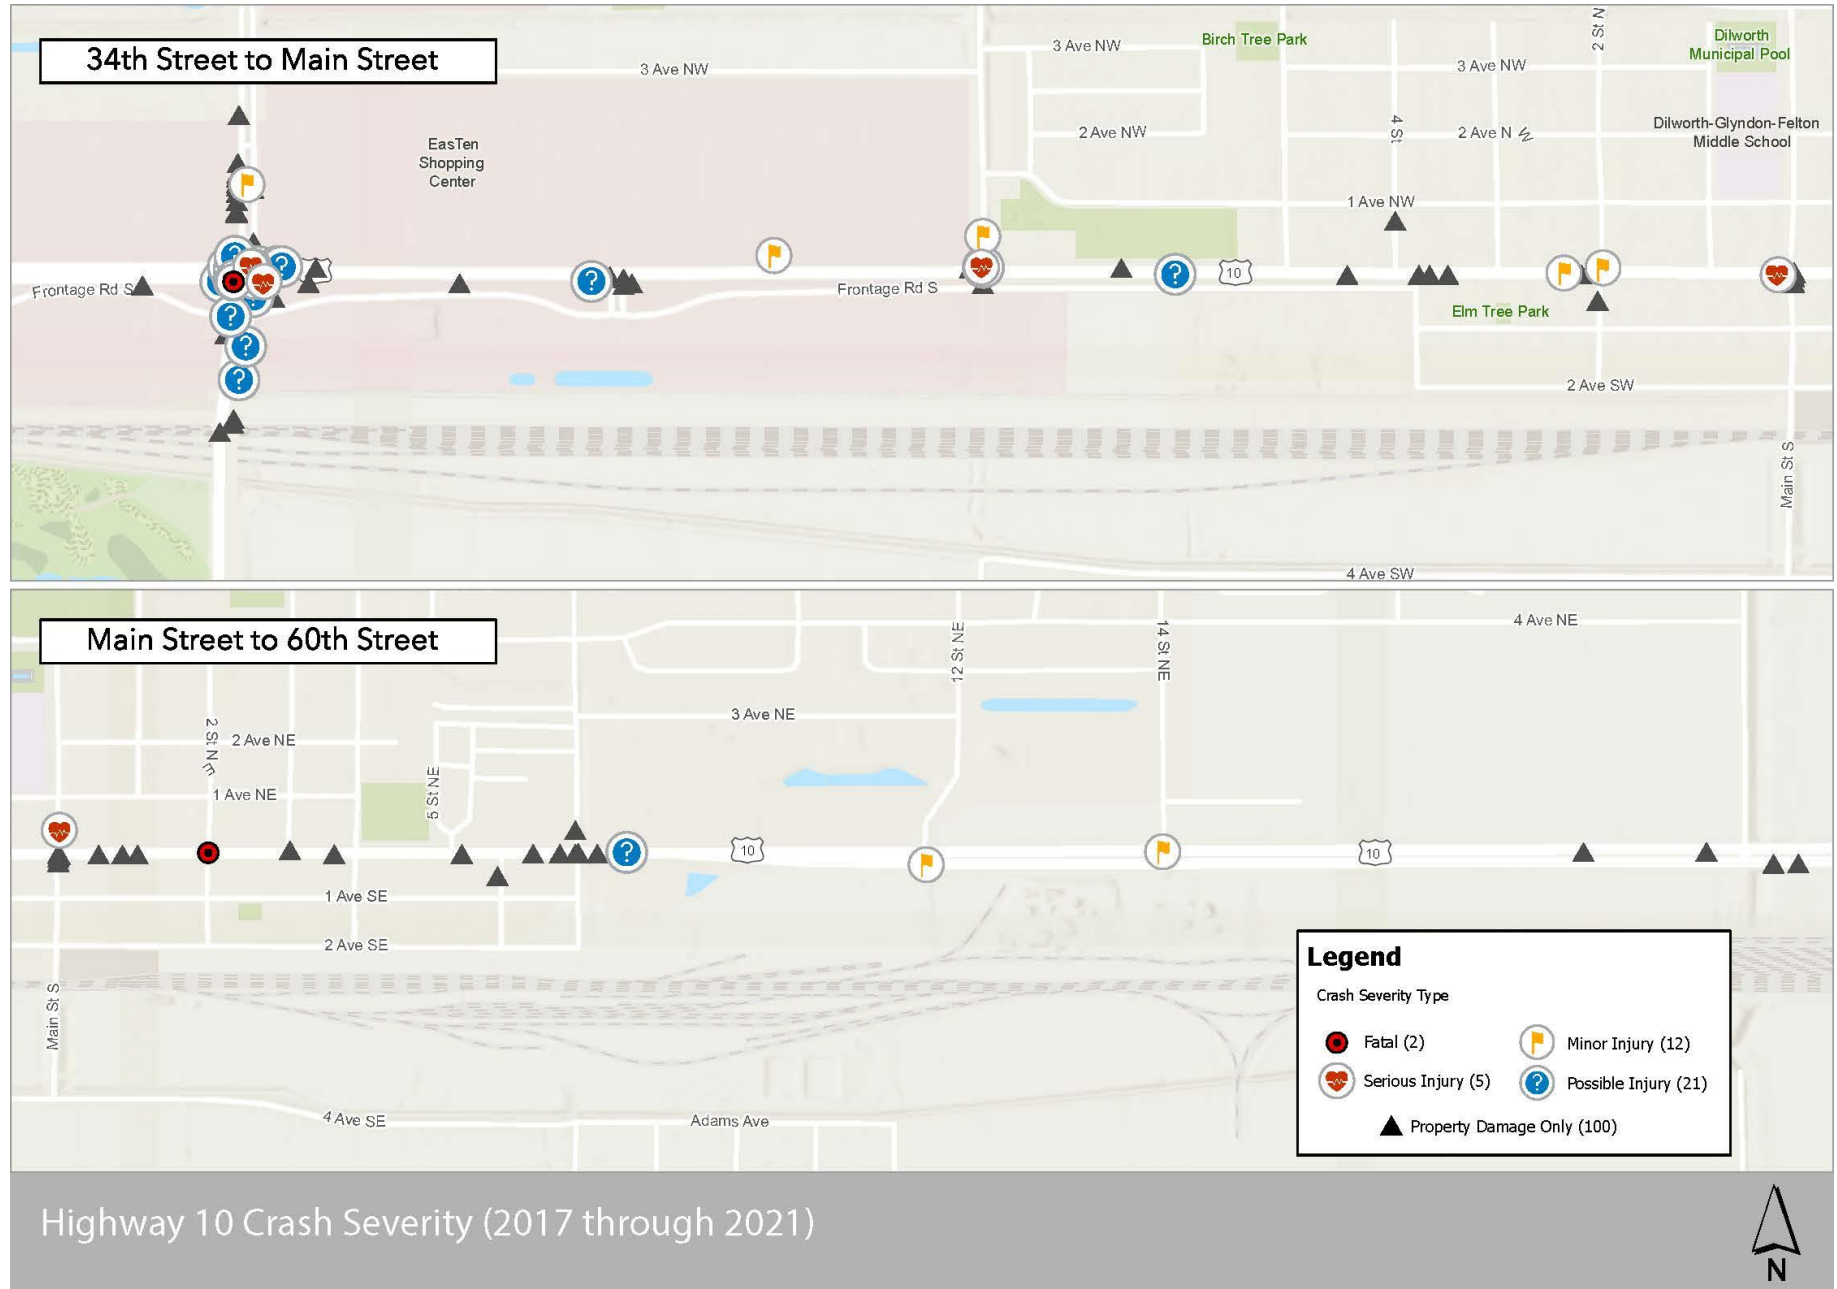 34th Street to Main Street
3 Ave NW
3 Ave NW
Birch Tree Park
2 St N
Dilworth
Municipal Pool
3 Ave NW
EasTen
Shopping
Center
2 Ave NW
4 St
2 Ave N W
Dilworth-Glyndon-Felton
Middle School
1 Ave NW
Frontage Rd S
Frontage Rd S
10
Elm Tree Park
2 Ave SW
Main St S
4 Ave SW
Main Street to 60th Street
12 St NE
14 St NE
4 Ave NE
3 Ave NE
2 St N E
2 Ave NE
5 St NE
1 Ave NE
10
10
1 Ave SE
2 Ave SE
Main St S
4 Ave SE
Adams Ave
Legend
Crash Severity Type
Fatal (2)
Minor Injury (12)
Serious Injury (5)
Possible Injury (21)
Property Damage Only (100)
Highway 10 Crash Severity (2017 through 2021)
N